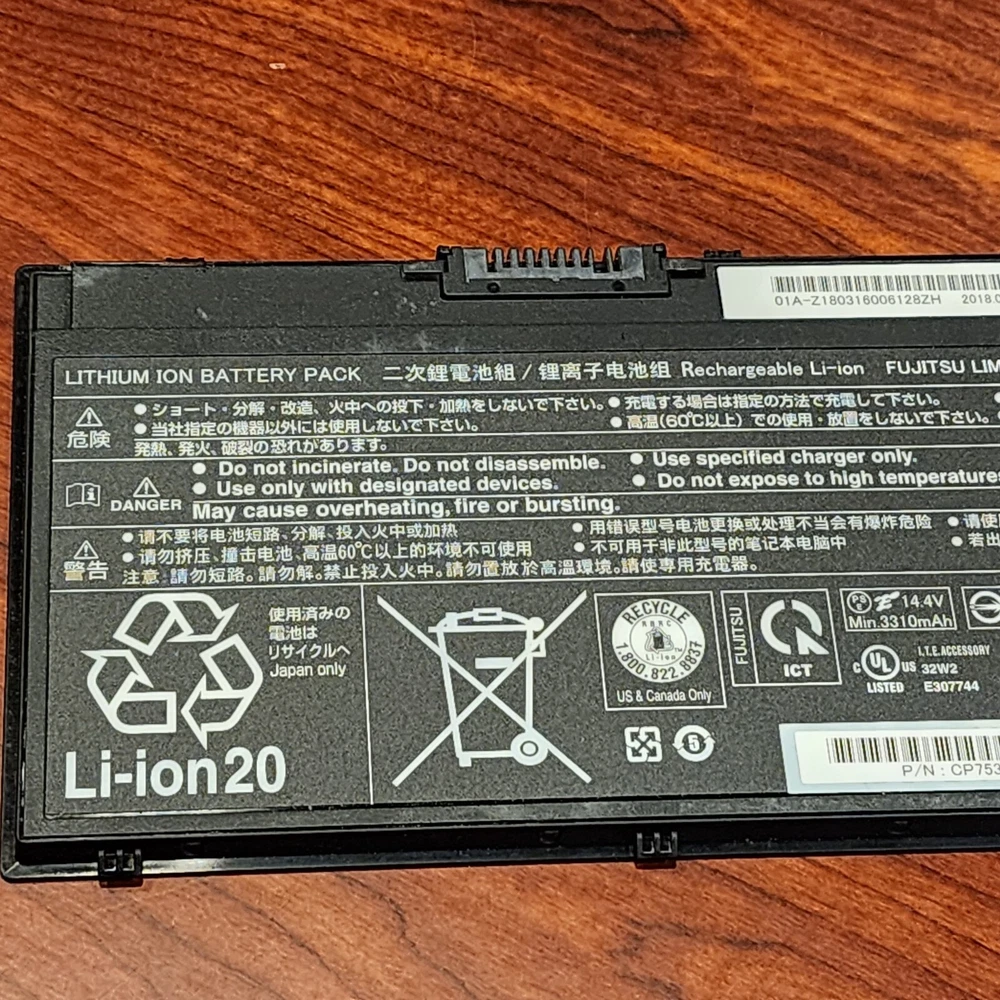 01A-Z180316006128ZH 2018.0
LITHIUM ION BATTERY PACK 二次鋰電池組 / 锂离子电池组 Rechargeable Li-ion FUJITSU LIM
危険
●ショート・分解・改造、火中への投下・加熱をしないで下さい。●充電する場合は指定の方法で充電して下さい。
●当社指定の機器以外には使用しないで下さい。 ●高温(60℃以上)での使用・放置をしないで下さい。
発熱、発火、破裂の恐れがあります。
DANGER
● Do not incinerate. Do not disassemble. ● Use specified charger only.
● Use only with designated devices. ● Do not expose to high temperature
May cause overheating, fire or bursting.
警告
●请不要将电池短路、分解、投入火中或加热 ●用错误型号电池更换或处理不当会有爆炸危险 ●请使
●请勿挤压、撞击电池、高温60℃以上的环境不可使用 ●不可用于非此型号的笔记本电脑中 ●若出
注意 請勿短路。請勿解。禁止投入火中。請勿置放於高溫環境。請使専用充電器。
使用済みの
電池は
リサイクルへ
Japan only
Li-ion20
RECYCLE
RBRC
Li-ion
1.800.822.8837
US & Canada Only
FUJITSU
ICT
PS
E
14.4V
Min.3310mAh
C UL US
LISTED
I.T.E. ACCESSORY
32W2
E307744
5
P/N : CP753